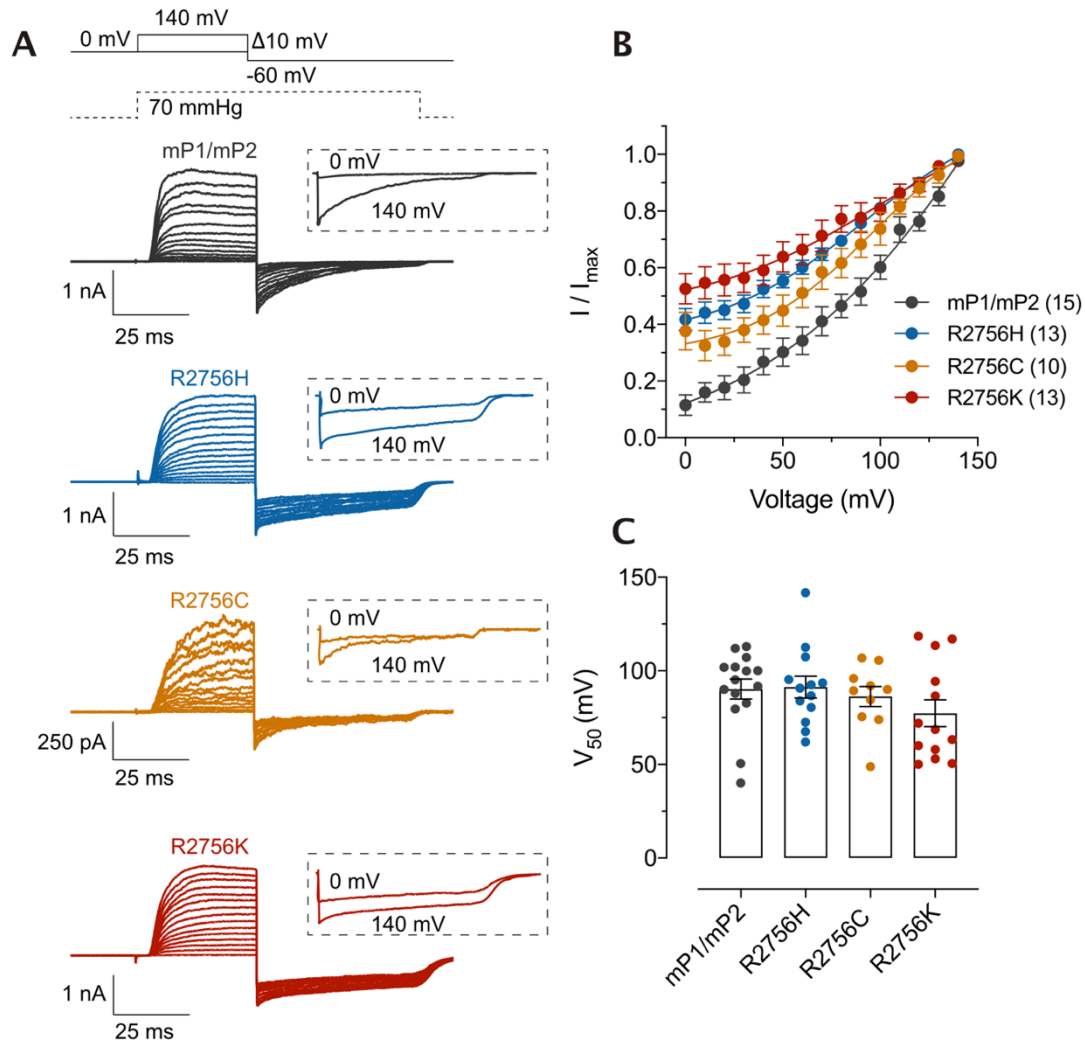 A
140 mV
0 mV
Δ10 mV
-60 mV
70 mmHg
mP1/mP2
0 mV
140 mV
1 nA
25 ms
R2756H
0 mV
140 mV
1 nA
25 ms
R2756C
0 mV
140 mV
250 pA
25 ms
R2756K
0 mV
140 mV
1 nA
25 ms
B
1.0
0.8
0.6
0.4
0.2
0.0
I / Imax
0 50 100 150
Voltage (mV)
mP1/mP2 (15)
R2756H (13)
R2756C (10)
R2756K (13)
C
150
100
50
0
V50 (mV)
mP1/mP2
R2756H
R2756C
R2756K